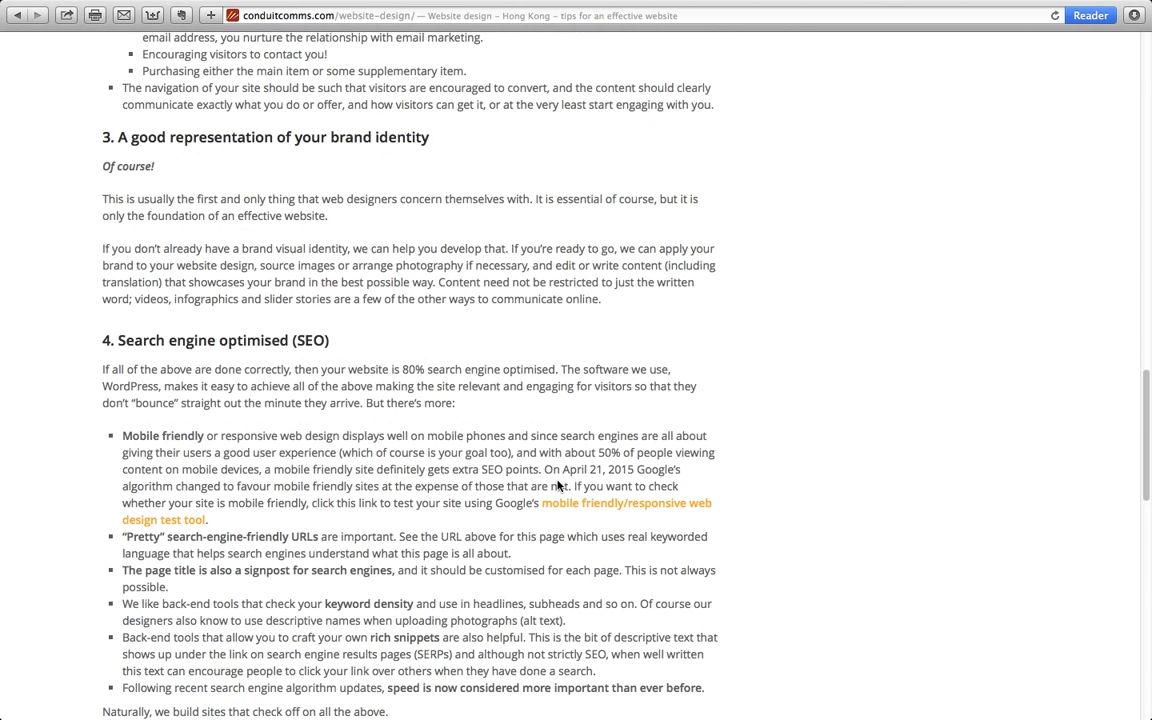 conduitcomms.com/website-design/ — Website design – Hong Kong – tips for an effective website
Reader
email address, you nurture the relationship with email marketing.
Encouraging visitors to contact you!
Purchasing either the main item or some supplementary item.
The navigation of your site should be such that visitors are encouraged to convert, and the content should clearly
communicate exactly what you do or offer, and how visitors can get it, or at the very least start engaging with you.
3. A good representation of your brand identity
Of course!
This is usually the first and only thing that web designers concern themselves with. It is essential of course, but it is
only the foundation of an effective website.
If you don't already have a brand visual identity, we can help you develop that. If you're ready to go, we can apply your
brand to your website design, source images or arrange photography if necessary, and edit or write content (including
translation) that showcases your brand in the best possible way. Content need not be restricted to just the written
word; videos, infographics and slider stories are a few of the other ways to communicate online.
4. Search engine optimised (SEO)
If all of the above are done correctly, then your website is 80% search engine optimised. The software we use,
WordPress, makes it easy to achieve all of the above making the site relevant and engaging for visitors so that they
don't "bounce" straight out the minute they arrive. But there's more:
Mobile friendly or responsive web design displays well on mobile phones and since search engines are all about
giving their users a good user experience (which of course is your goal too), and with about 50% of people viewing
content on mobile devices, a mobile friendly site definitely gets extra SEO points. On April 21, 2015 Google's
algorithm changed to favour mobile friendly sites at the expense of those that are not. If you want to check
whether your site is mobile friendly, click this link to test your site using Google's mobile friendly/responsive web
design test tool.
"Pretty" search-engine-friendly URLs are important. See the URL above for this page which uses real keyworded
language that helps search engines understand what this page is all about.
The page title is also a signpost for search engines, and it should be customised for each page. This is not always
possible.
We like back-end tools that check your keyword density and use in headlines, subheads and so on. Of course our
designers also know to use descriptive names when uploading photographs (alt text).
Back-end tools that allow you to craft your own rich snippets are also helpful. This is the bit of descriptive text that
shows up under the link on search engine results pages (SERPs) and although not strictly SEO, when well written
this text can encourage people to click your link over others when they have done a search.
Following recent search engine algorithm updates, speed is now considered more important than ever before.
Naturally, we build sites that check off on all the above.